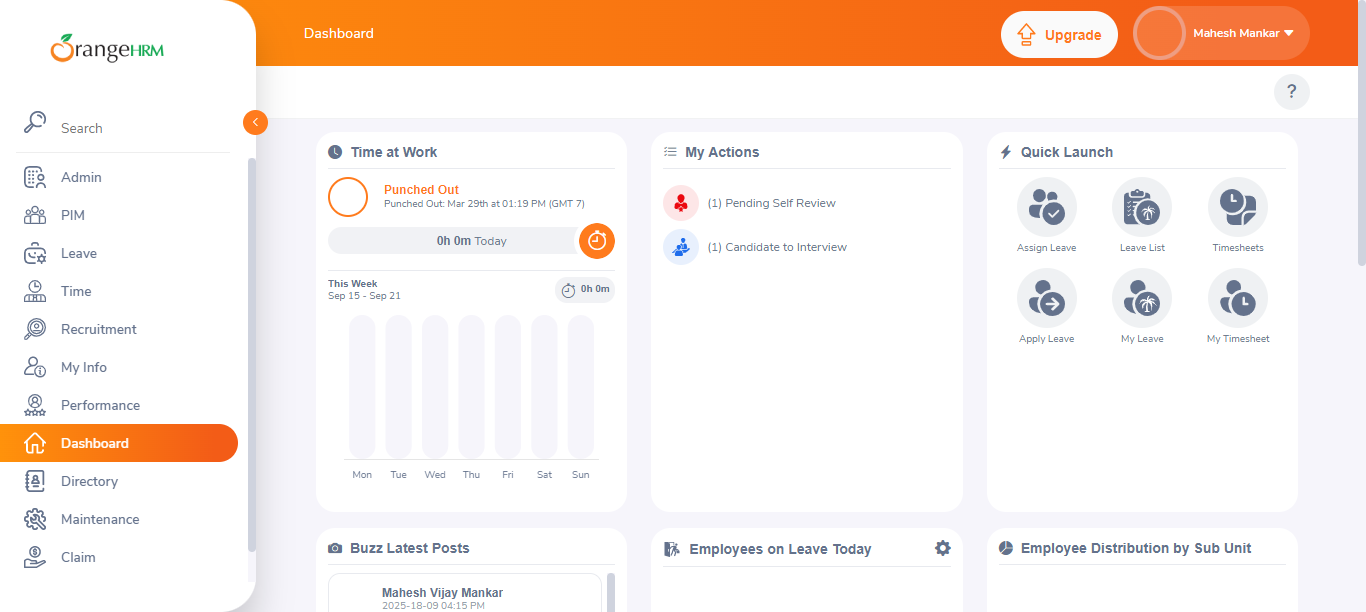 OrangeHRM
Search
Admin
PIM
Leave
Time
Recruitment
My Info
Performance
Dashboard
Directory
Maintenance
Claim
Dashboard
Upgrade
Mahesh Mankar
?
Time at Work
Punched Out
Punched Out: Mar 29th at 01:19 PM (GMT 7)
0h 0m Today
This Week
Sep 15 - Sep 21
0h 0m
Mon Tue Wed Thu Fri Sat Sun
My Actions
(1) Pending Self Review
(1) Candidate to Interview
Quick Launch
Assign Leave Leave List Timesheets
Apply Leave My Leave My Timesheet
Buzz Latest Posts
Mahesh Vijay Mankar
2025-18-09 04:15 PM
Employees on Leave Today
Employee Distribution by Sub Unit